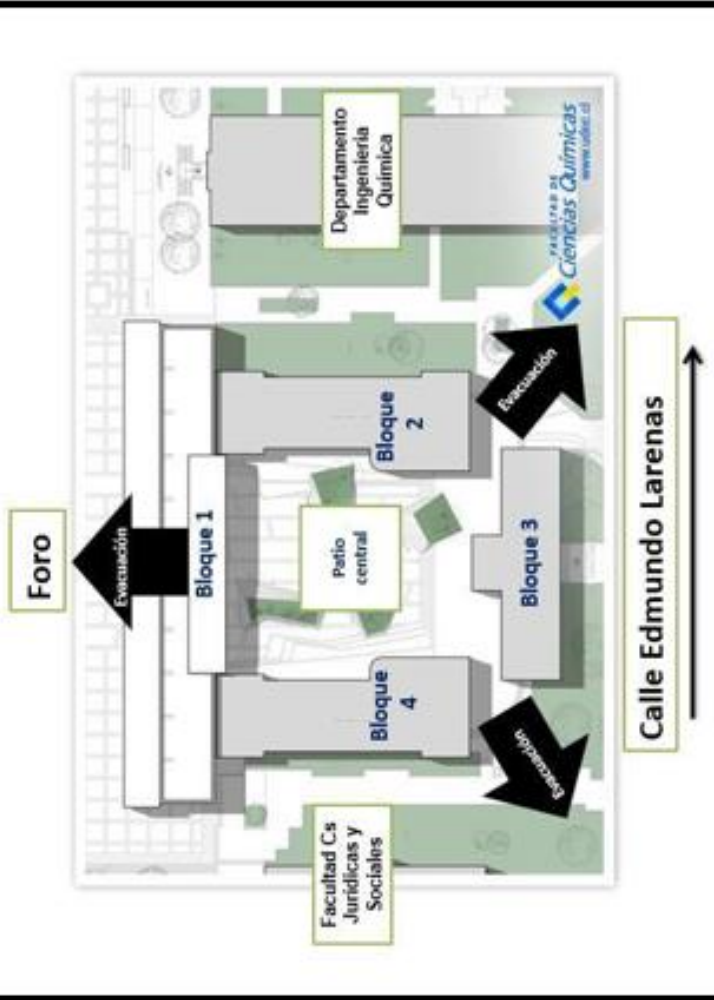 Foro
Evacuación
Bloque 1
Facultad Cs
Jurídicas y
Sociales
Bloque
4
Patio
central
Bloque
2
Departamento
Ingeniería
Química
Bloque 3
Evacuación
Evacuación
FACULTAD DE
Ciencias Químicas
www.udec.cl
Calle Edmundo Larenas